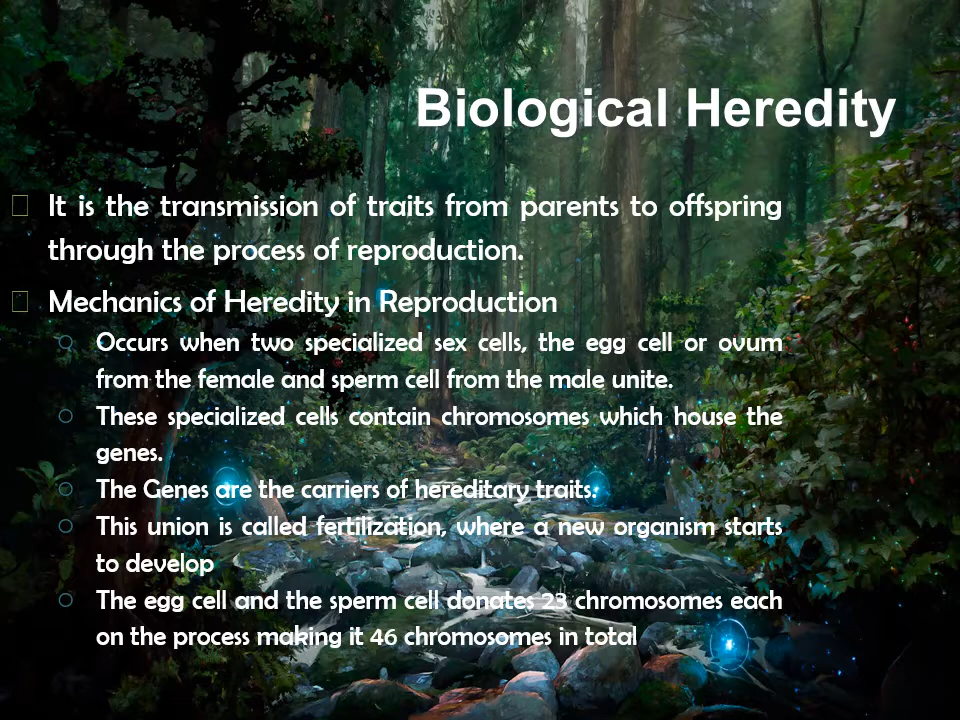 Biological Heredity
It is the transmission of traits from parents to offspring
through the process of reproduction.
Mechanics of Heredity in Reproduction
Occurs when two specialized sex cells, the egg cell or ovum
from the female and sperm cell from the male unite.
These specialized cells contain chromosomes which house the
genes.
The Genes are the carriers of hereditary traits.
This union is called fertilization, where a new organism starts
to develop
The egg cell and the sperm cell donates 23 chromosomes each
on the process making it 46 chromosomes in total